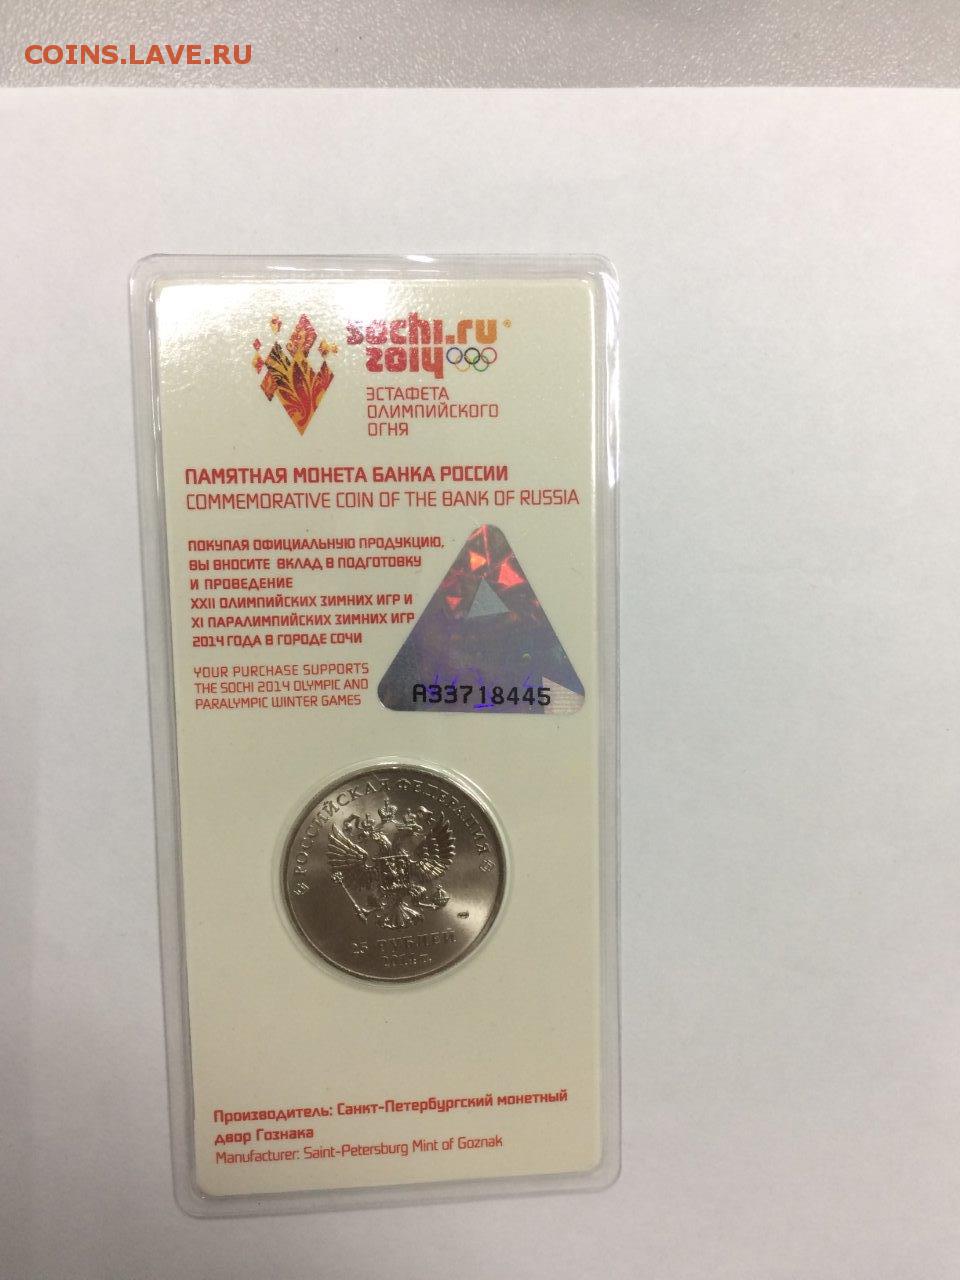 COINS.LAVE.RU
sochi.ru
2014
ЭСТАФЕТА
ОЛИМПИЙСКОГО
ОГНЯ
ПАМЯТНАЯ МОНЕТА БАНКА РОССИИ
COMMEMORATIVE COIN OF THE BANK OF RUSSIA
ПОКУПАЯ ОФИЦИАЛЬНУЮ ПРОДУКЦИЮ,
ВЫ ВНОСИТЕ ВКЛАД В ПОДГОТОВКУ
И ПРОВЕДЕНИЕ
XXII ОЛИМПИЙСКИХ ЗИМНИХ ИГР И
XI ПАРАЛИМПИЙСКИХ ЗИМНИХ ИГР
2014 ГОДА В ГОРОДЕ СОЧИ
YOUR PURCHASE SUPPORTS
THE SOCHI 2014 OLYMPIC AND
PARALYMPIC WINTER GAMES
A33718445
РОССИЙСКАЯ ФЕДЕРАЦИЯ
25 РУБЛЕЙ
Производитель: Санкт-Петербургский монетный
двор Гознака
Manufacturer: Saint-Petersburg Mint of Goznak